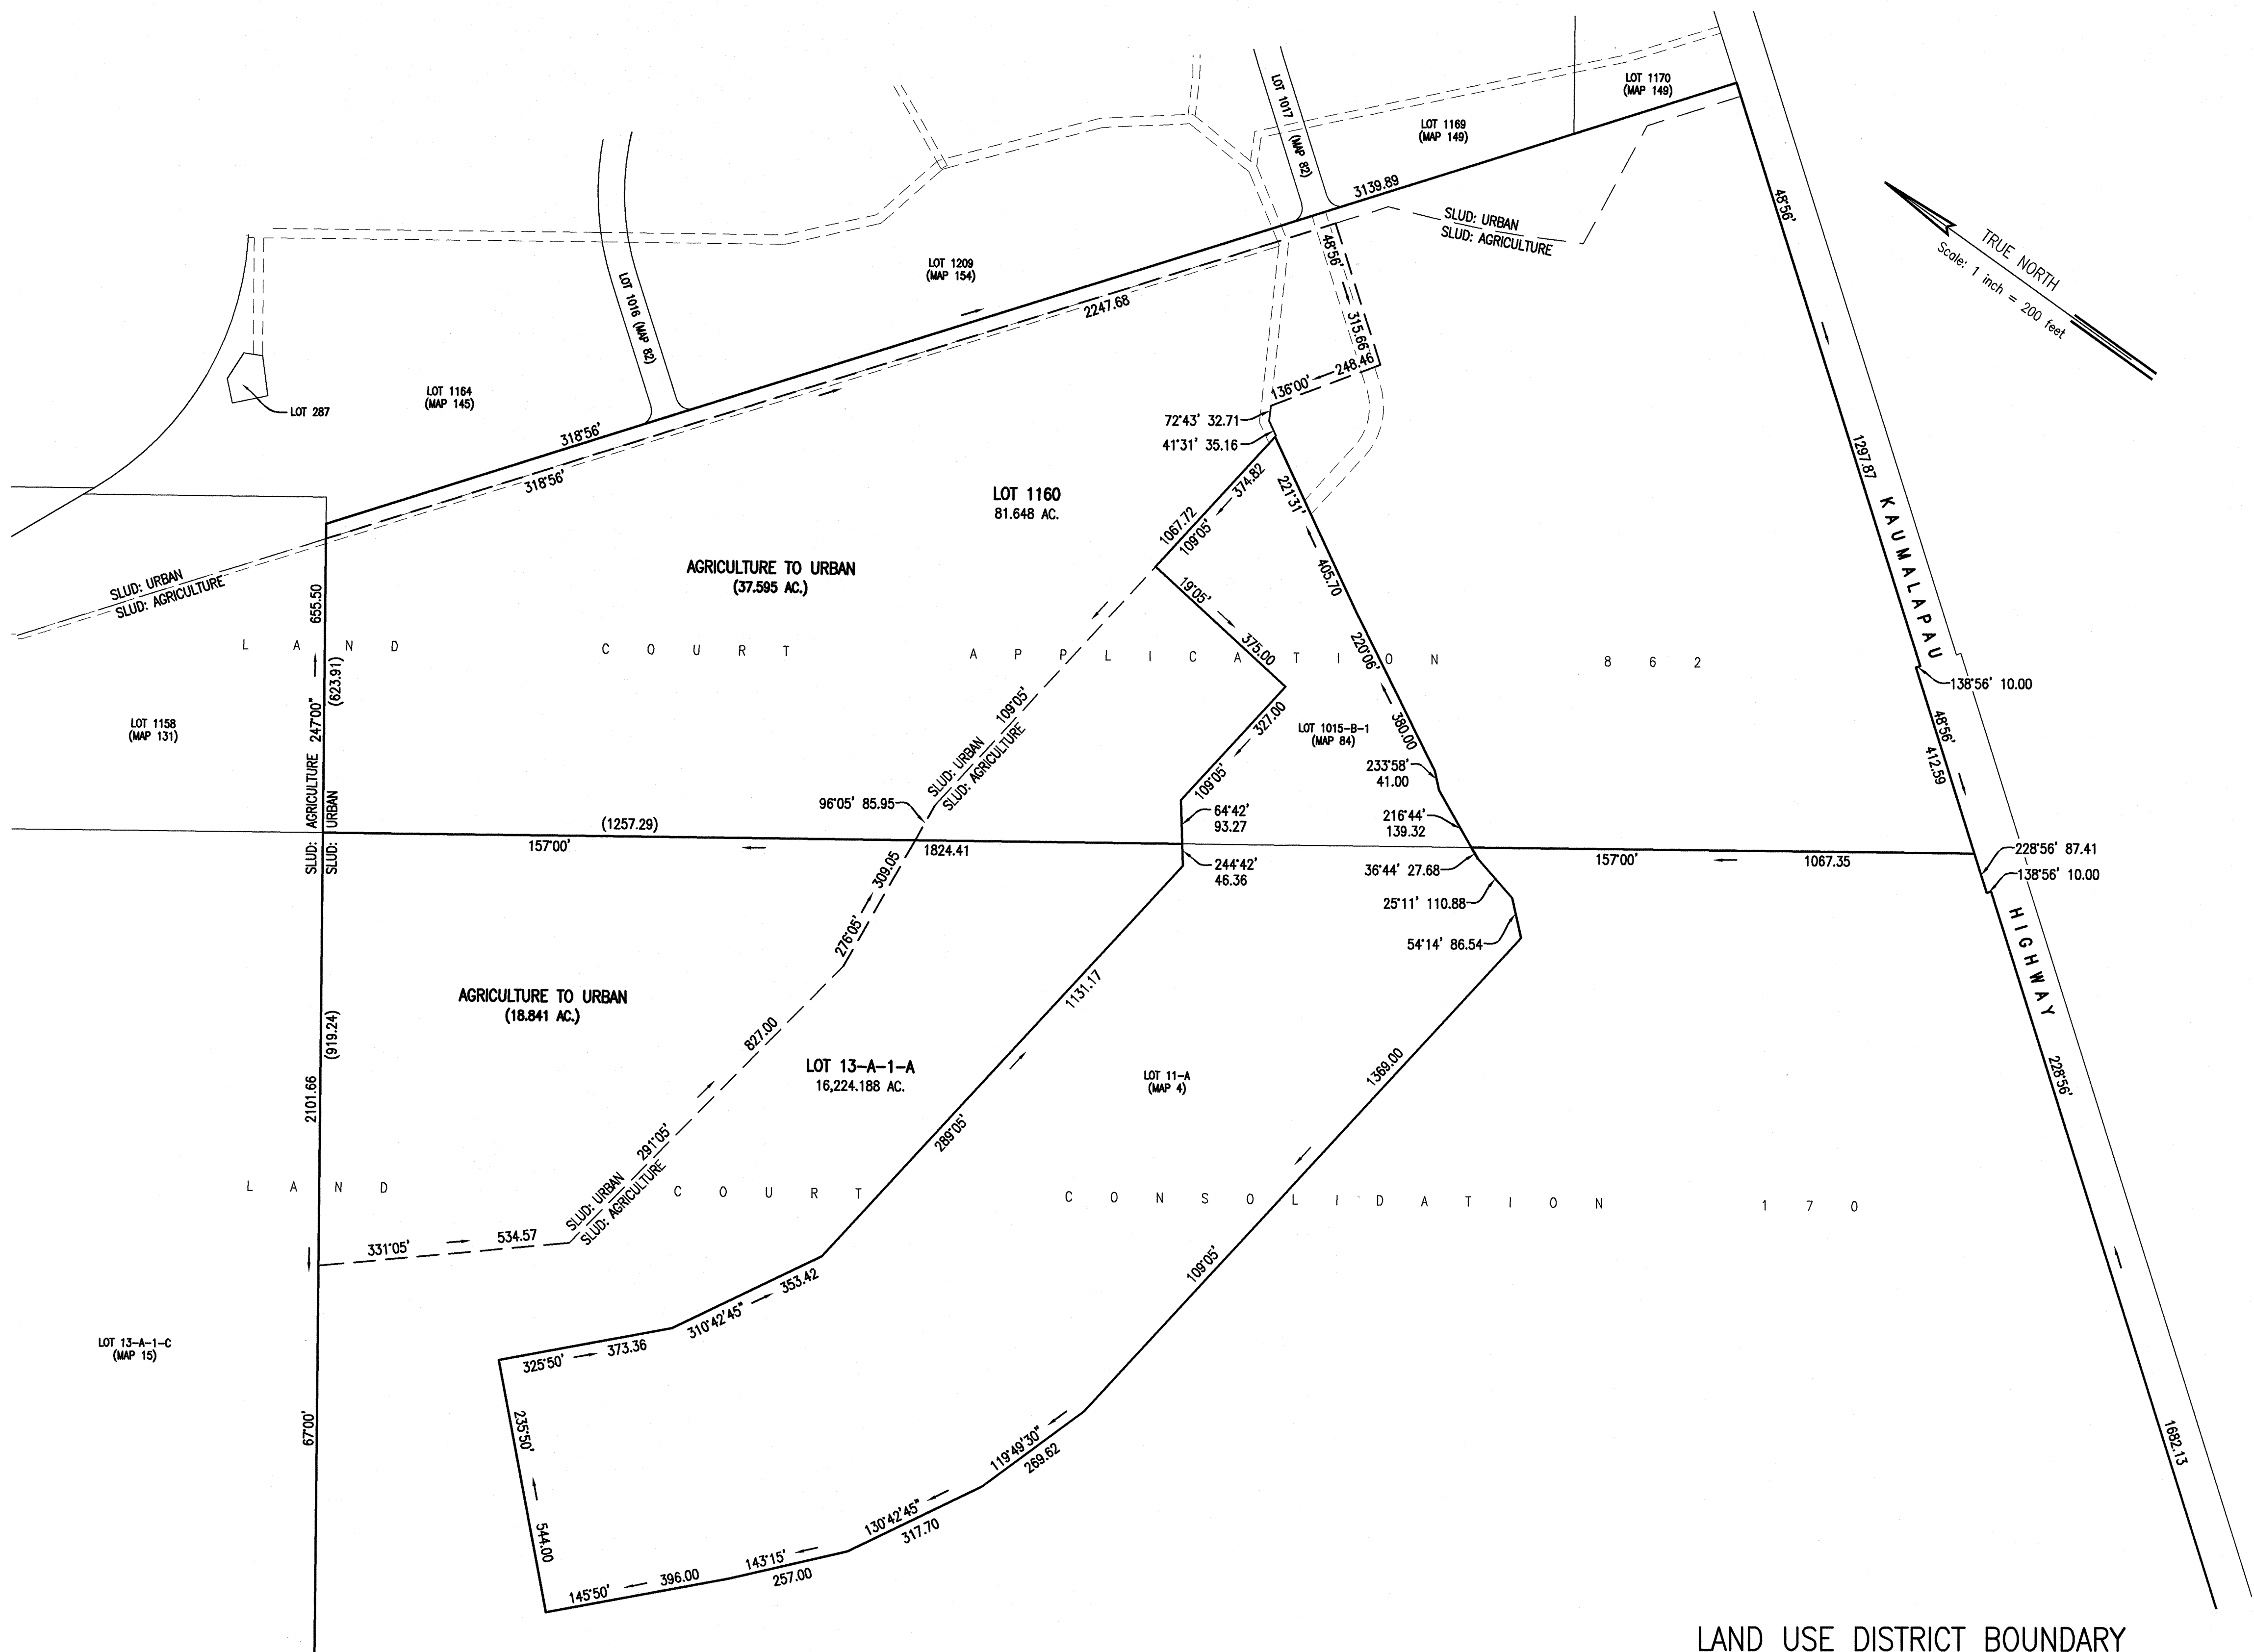 LOT 1170
(MAP 149)
LOT 1017 (MAP 82)
LOT 1169
(MAP 149)
3139.89
48°56'
SLUD: URBAN
SLUD: AGRICULTURE
TRUE NORTH
Scale: 1 inch = 200 feet
LOT 1209
(MAP 154)
48°56'
315.66
2247.68
LOT 1016 (MAP 82)
LOT 1164
(MAP 145)
LOT 287
136°00'
248.46
72°43' 32.71
41°31' 35.16
318°56'
318°56'
374.82
221°31'
1297.87
LOT 1160
81.648 AC.
1067.72
109°05'
KAUMALAPAU
AGRICULTURE TO URBAN
(37.595 AC.)
SLUD: URBAN
SLUD: AGRICULTURE
655.50
19°05'
375.00
405.70
LAND COURT APPLICATION 862
220°06'
(623.91)
138°56' 10.00
LOT 1158
(MAP 131)
247°00"
109°05'
327.00
380.00
LOT 1015-B-1
(MAP 84)
48°56'
412.59
SLUD: URBAN
SLUD: AGRICULTURE
SLUD: AGRICULTURE
SLUD: URBAN
109°05'
233°58'
41.00
96°05' 85.95
64°42'
93.27
216°44'
139.32
(1257.29)
157°00'
1824.41
157°00'
1067.35
228°56' 87.41
138°56' 10.00
SLUD: AGRICULTURE
SLUD: URBAN
309.05
244°42'
46.36
36°44' 27.68
25°11' 110.88
276°05'
54°14' 86.54
HIGHWAY
AGRICULTURE TO URBAN
(18.841 AC.)
1131.17
(919.24)
827.00
LOT 13-A-1-A
16,224.188 AC.
LOT 11-A
(MAP 4)
1369.00
228°56'
2101.66
291°05'
289°05'
SLUD: URBAN
SLUD: AGRICULTURE
LAND COURT CONSOLIDATION 170
331°05'
534.57
109°05'
353.42
310°42'45"
LOT 13-A-1-C
(MAP 15)
325°50'
373.36
67°00'
235°50'
119°49'30"
269.62
1682.13
544.00
130°42'45"
317.70
143°15'
257.00
145°50'
396.00
LAND USE DISTRICT BOUNDARY